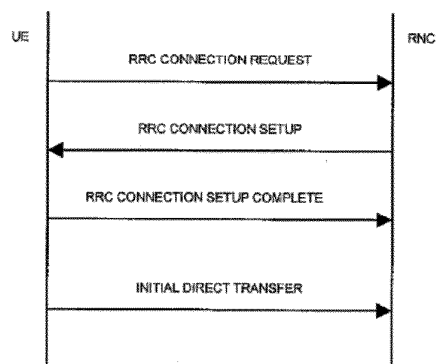 UE
RNC
RRC CONNECTION REQUEST
RRC CONNECTION SETUP
RRC CONNECTION SETUP COMPLETE
INITIAL DIRECT TRANSFER